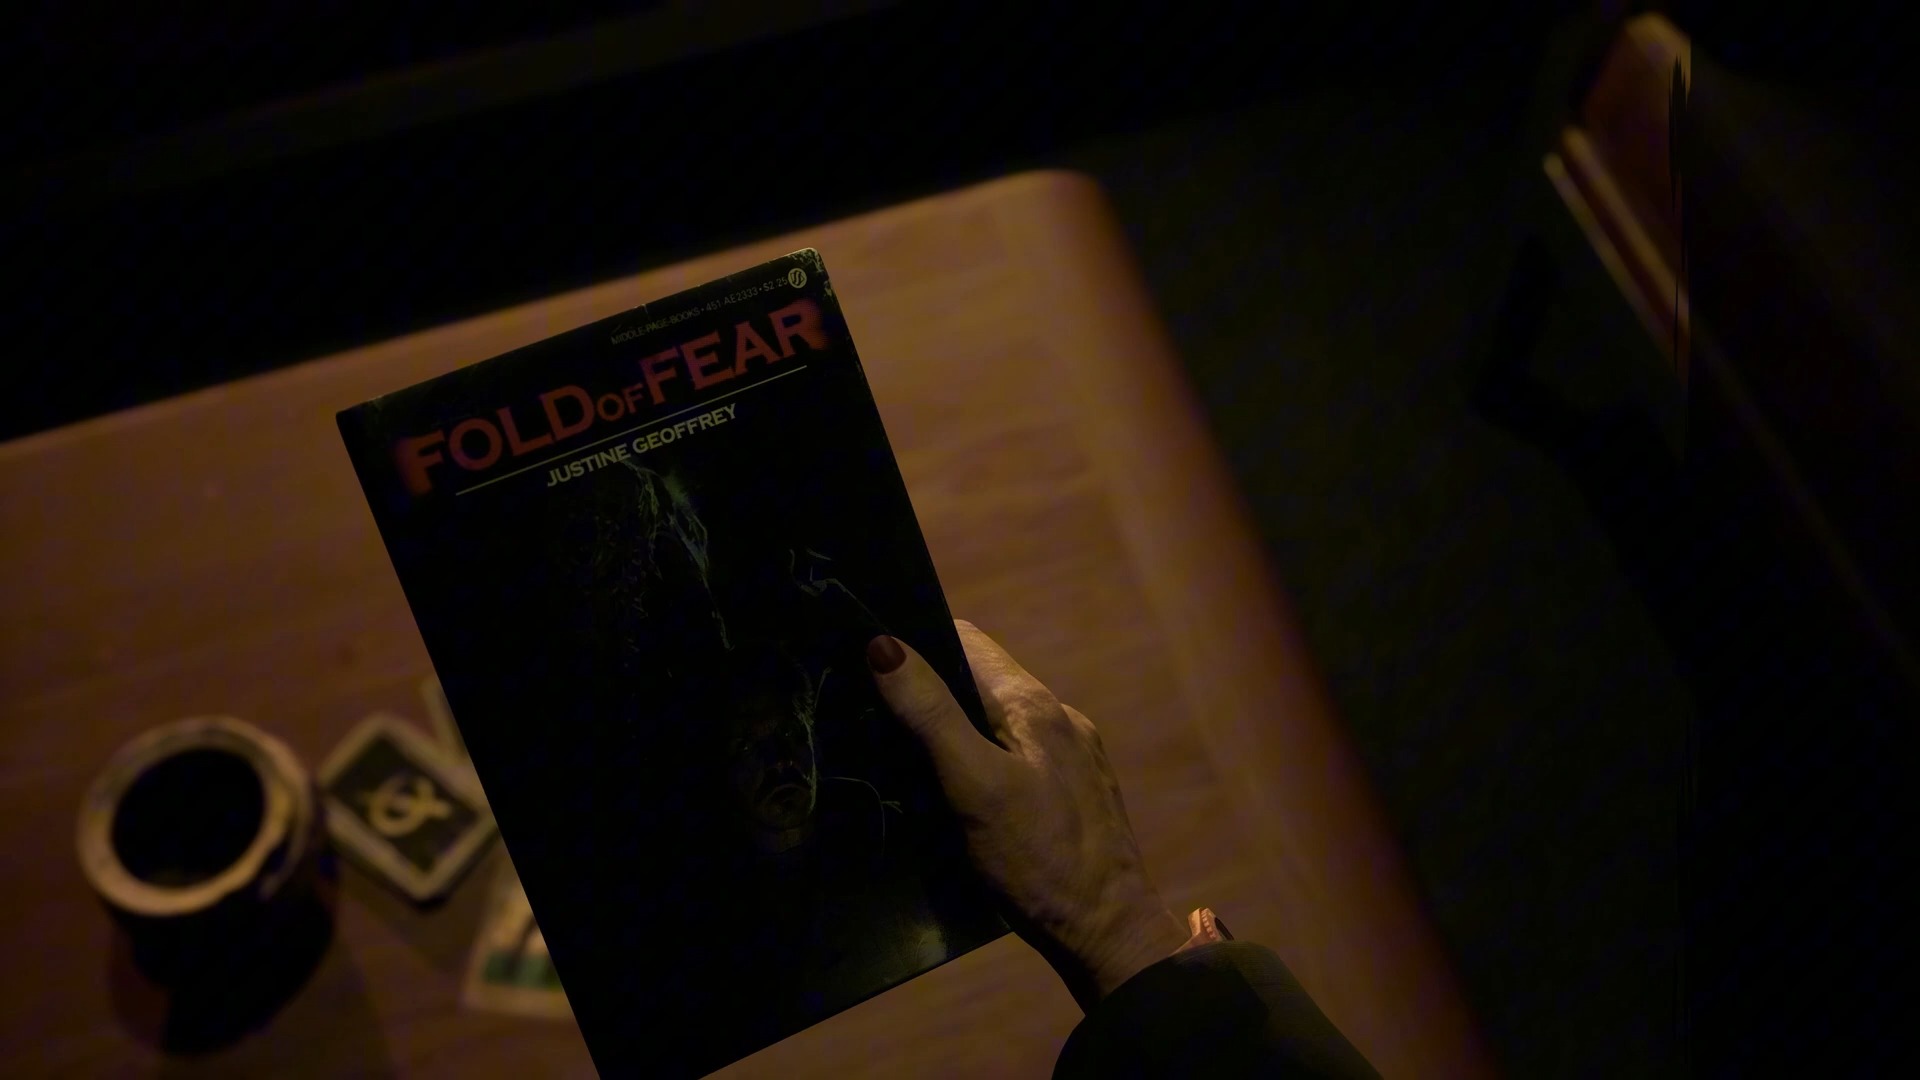 MIDDLE-PAGE-BOOKS • 451 AE2333 • $2.25
FOLD OF FEAR
JUSTINE GEOFFREY